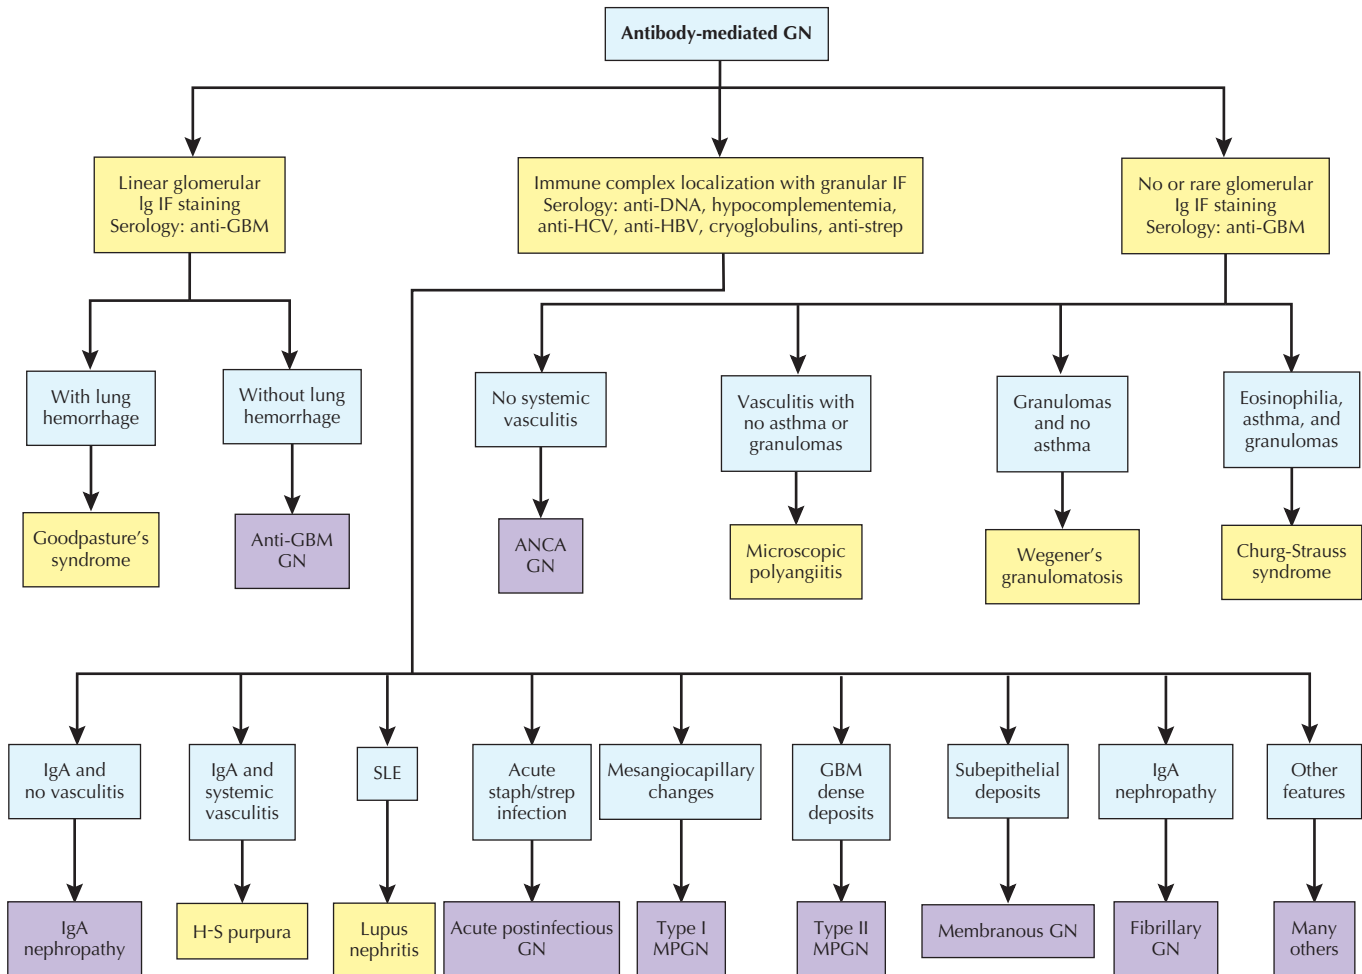 Antibody-mediated GN
Linear glomerular
Ig IF staining
Serology: anti-GBM
Immune complex localization with granular IF
Serology: anti-DNA, hypocomplementemia,
anti-HCV, anti-HBV, cryoglobulins, anti-strep
No or rare glomerular
Ig IF staining
Serology: anti-GBM
With lung
hemorrhage
Without lung
hemorrhage
No systemic
vasculitis
Vasculitis with
no asthma or
granulomas
Granulomas
and no
asthma
Eosinophilia,
asthma, and
granulomas
Goodpasture's
syndrome
Anti-GBM
GN
ANCA
GN
Microscopic
polyangiitis
Wegener's
granulomatosis
Churg-Strauss
syndrome
IgA and
no vasculitis
IgA and
systemic
vasculitis
SLE
Acute
staph/strep
infection
Mesangiocapillary
changes
GBM
dense
deposits
Subepithelial
deposits
IgA
nephropathy
Other
features
IgA
nephropathy
H-S purpura
Lupus
nephritis
Acute postinfectious
GN
Type I
MPGN
Type II
MPGN
Membranous GN
Fibrillary
GN
Many
others